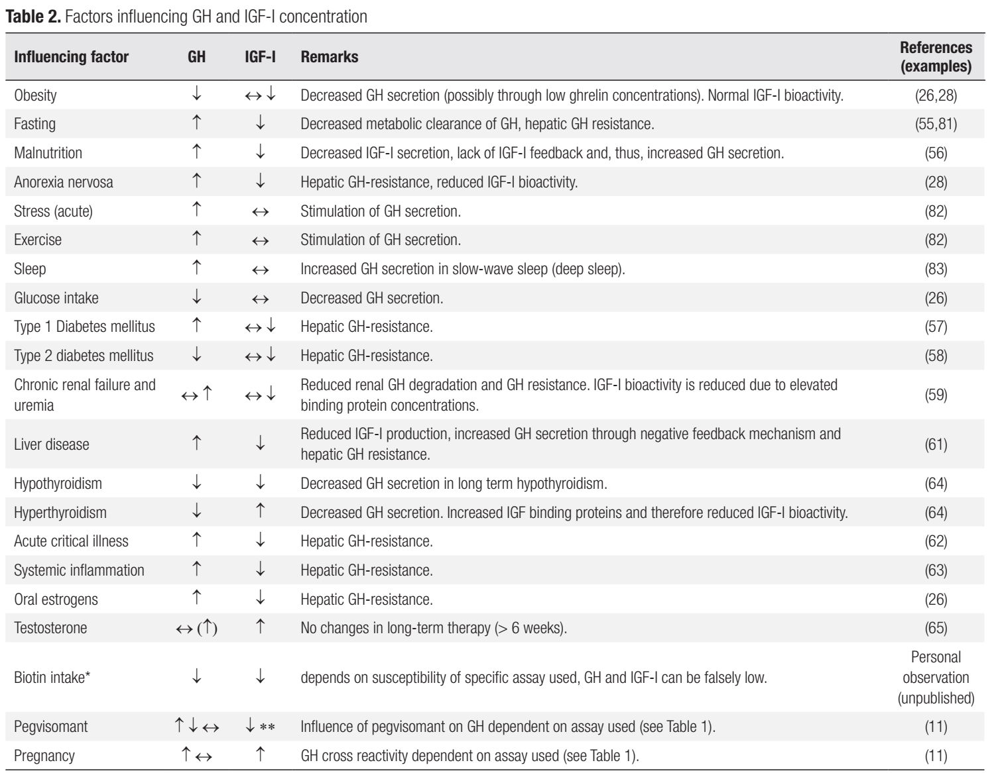 Table 2. Factors influencing GH and IGF-I concentration
Influencing factor GH IGF-I Remarks References (examples)
Obesity ↓ ↔↓ Decreased GH secretion (possibly through low ghrelin concentrations). Normal IGF-I bioactivity. (26,28)
Fasting ↑ ↓ Decreased metabolic clearance of GH, hepatic GH resistance. (55,81)
Malnutrition ↑ ↓ Decreased IGF-I secretion, lack of IGF-I feedback and, thus, increased GH secretion. (56)
Anorexia nervosa ↑ ↓ Hepatic GH-resistance, reduced IGF-I bioactivity. (28)
Stress (acute) ↑ ↔ Stimulation of GH secretion. (82)
Exercise ↑ ↔ Stimulation of GH secretion. (82)
Sleep ↑ ↔ Increased GH secretion in slow-wave sleep (deep sleep). (83)
Glucose intake ↓ ↔ Decreased GH secretion. (26)
Type 1 Diabetes mellitus ↑ ↔↓ Hepatic GH-resistance. (57)
Type 2 diabetes mellitus ↓ ↔↓ Hepatic GH-resistance. (58)
Chronic renal failure and
uremia ↔↑ ↔↓ Reduced renal GH degradation and GH resistance. IGF-I bioactivity is reduced due to elevated
binding protein concentrations. (59)
Liver disease ↑ ↓ Reduced IGF-I production, increased GH secretion through negative feedback mechanism and
hepatic GH resistance. (61)
Hypothyroidism ↓ ↓ Decreased GH secretion in long term hypothyroidism. (64)
Hyperthyroidism ↓ ↑ Decreased GH secretion. Increased IGF binding proteins and therefore reduced IGF-I bioactivity. (64)
Acute critical illness ↑ ↓ Hepatic GH-resistance. (62)
Systemic inflammation ↑ ↓ Hepatic GH-resistance. (63)
Oral estrogens ↑ ↓ Hepatic GH-resistance. (26)
Testosterone ↔(↑) ↑ No changes in long-term therapy (> 6 weeks). (65)
Biotin intake* ↓ ↓ depends on susceptibility of specific assay used, GH and IGF-I can be falsely low. Personal
observation
(unpublished)
Pegvisomant ↑↓↔ ↓** Influence of pegvisomant on GH dependent on assay used (see Table 1). (11)
Pregnancy ↑↔ ↑ GH cross reactivity dependent on assay used (see Table 1). (11)